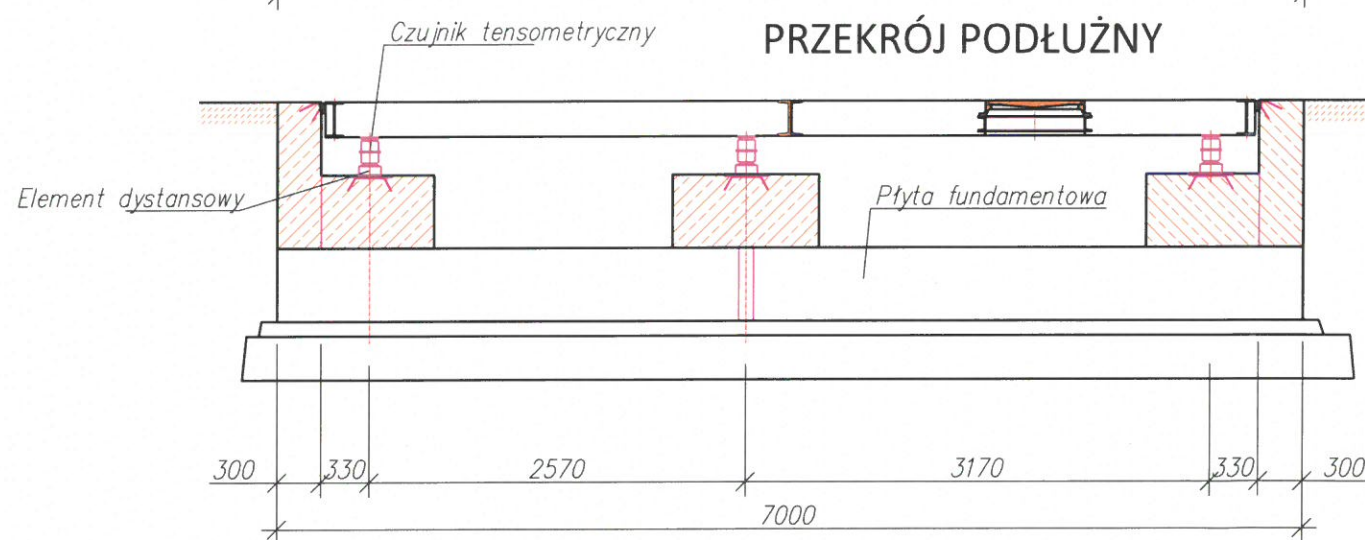 Czujnik tensometryczny
PRZEKRÓJ PODŁUŻNY
Element dystansowy
Płyta fundamentowa
300 330 2570 3170 330 300
7000